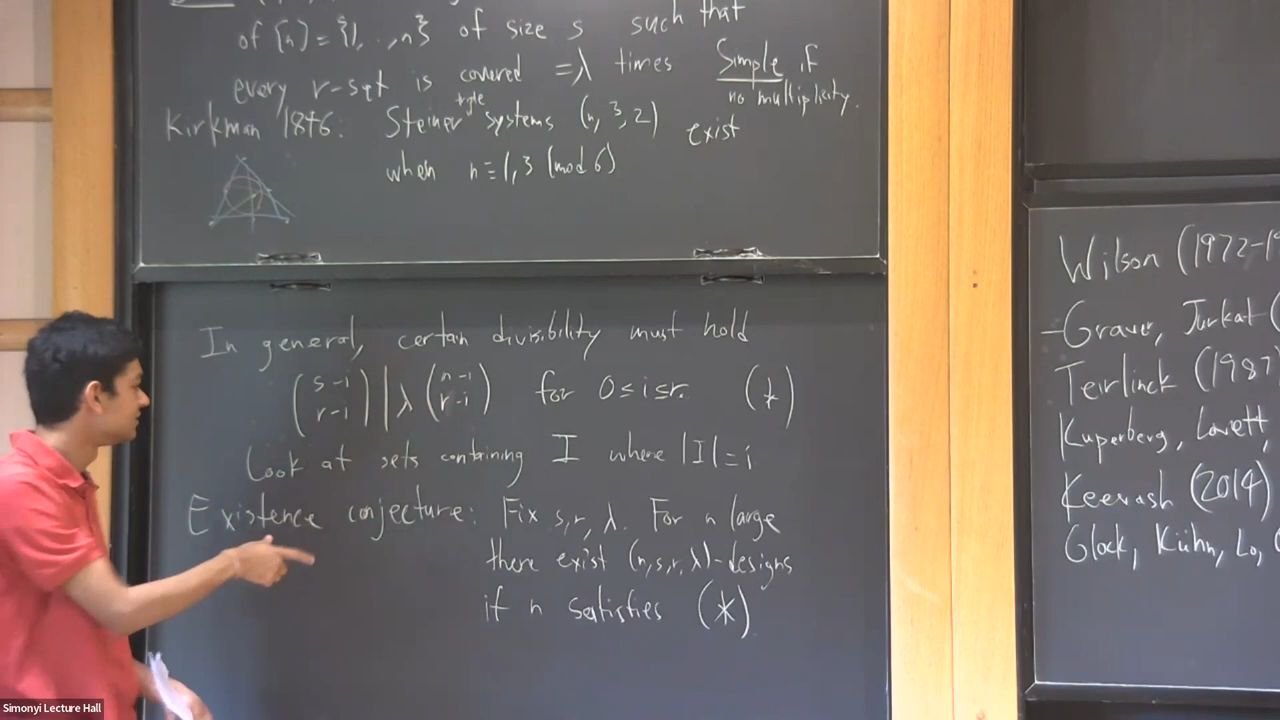 of [n] = {1, .., n} of size s such that
every r-set is covered = λ times Simple if
no multiplicity.
triple
Kirkman 1846: Steiner systems (n, 3, 2) exist
when n ≡ 1, 3 (mod 6)
In general, certain divisibility must hold
(s-i r-i) | λ (n-i r-i) for 0 ≤ i ≤ r. (*)
Look at sets containing I where |I| = i
Existence conjecture: Fix s, r, λ. For n large
there exist (n, s, r, λ)-designs
if n satisfies (*)
Wilson (1972-1
- Graver, Jurkat (
Teirlinck (1987
Kuperberg, Lovett,
Keevash (2014)
Glock, Kühn, Lo,
Simonyi Lecture Hall